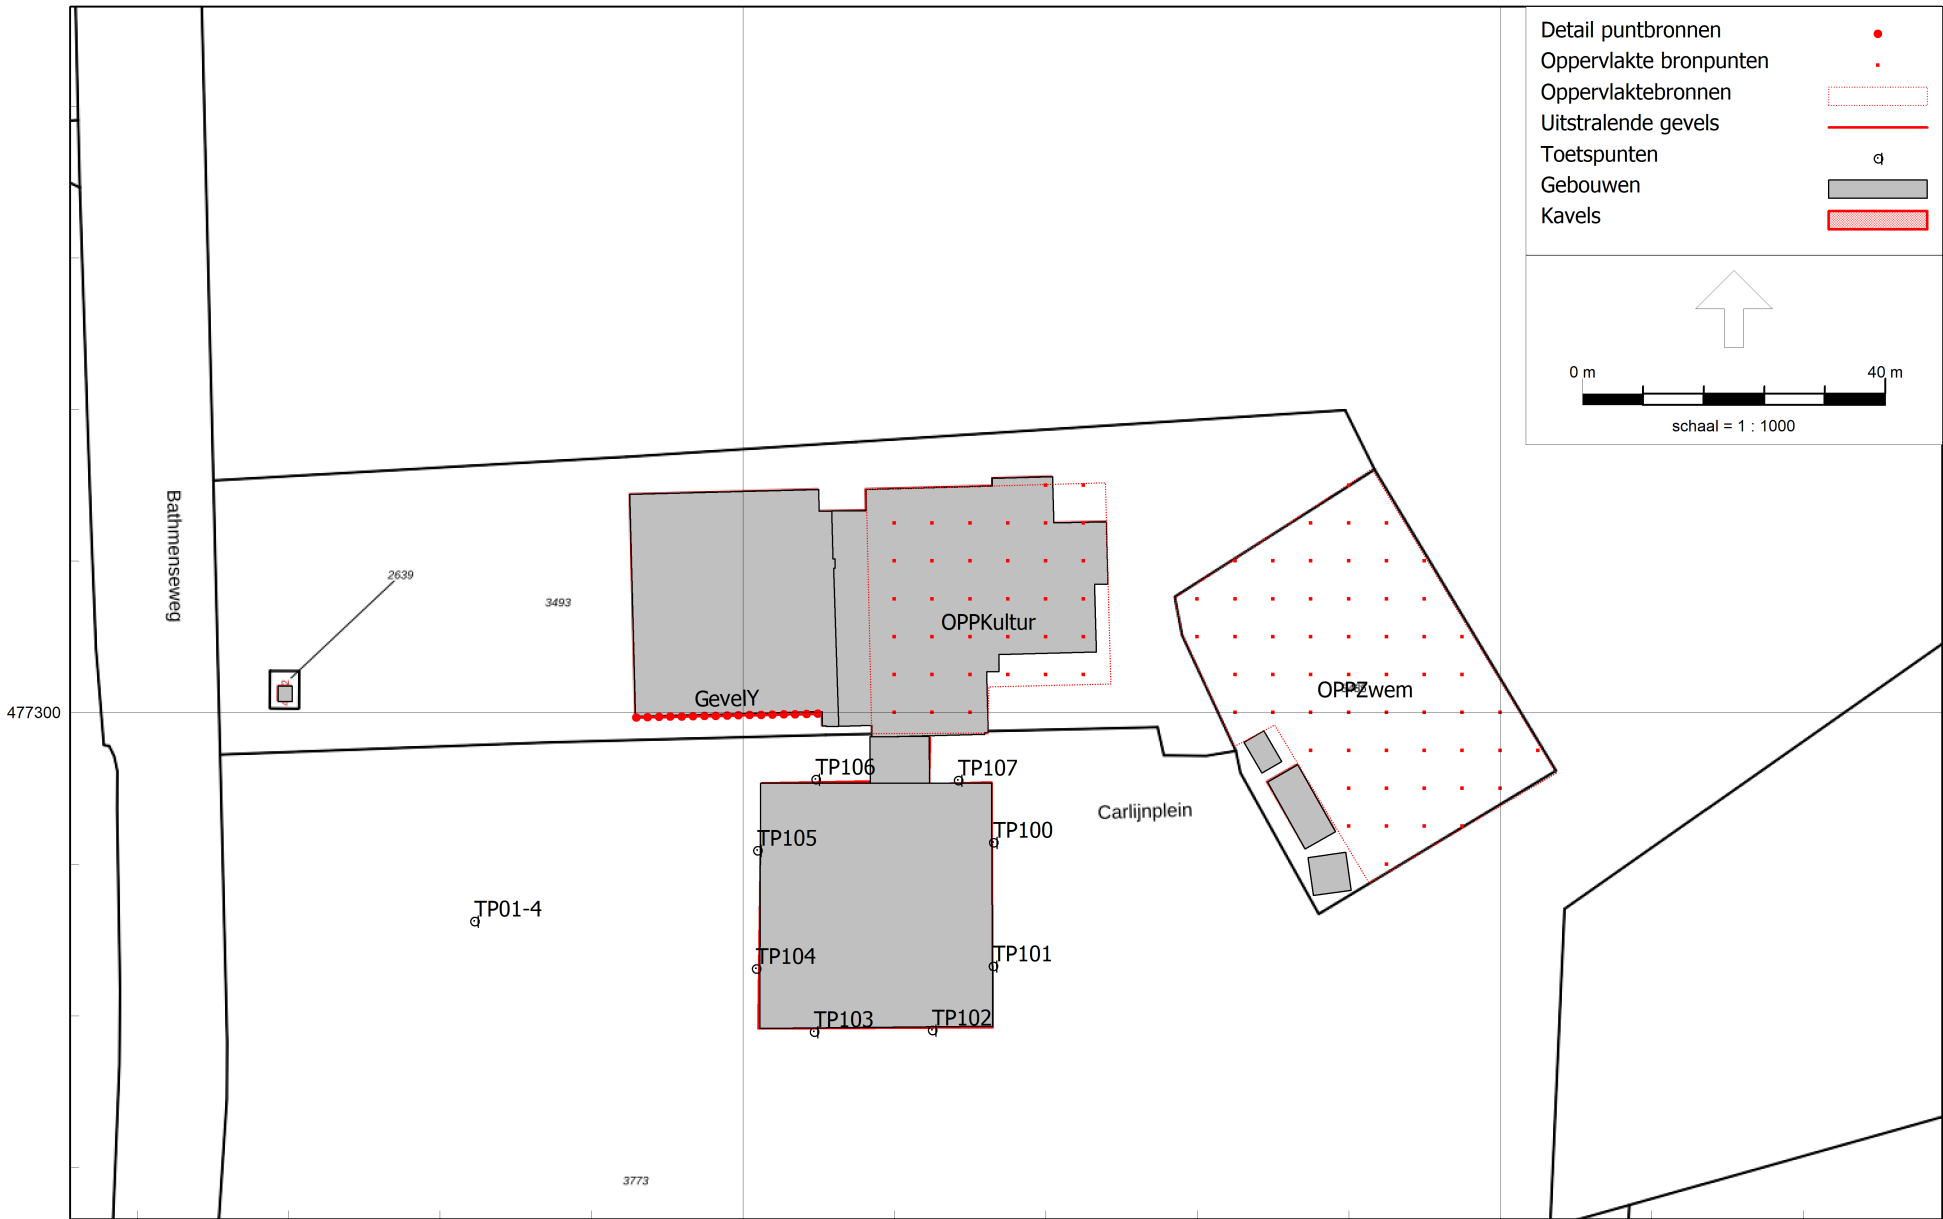 Detail puntbronnen
Oppervlakte bronpunten
Oppervlaktebronnen
Uitstralende gevels
Toetspunten
Gebouwen
Kavels
0 m 40 m
schaal = 1 : 1000
Bathmenseweg
2639
3493
OPPKultur
GevelY
OPPZwem
477300
TP106
TP107
Carlijnplein
TP100
TP105
TP01-4
TP101
TP104
TP103
TP102
3773